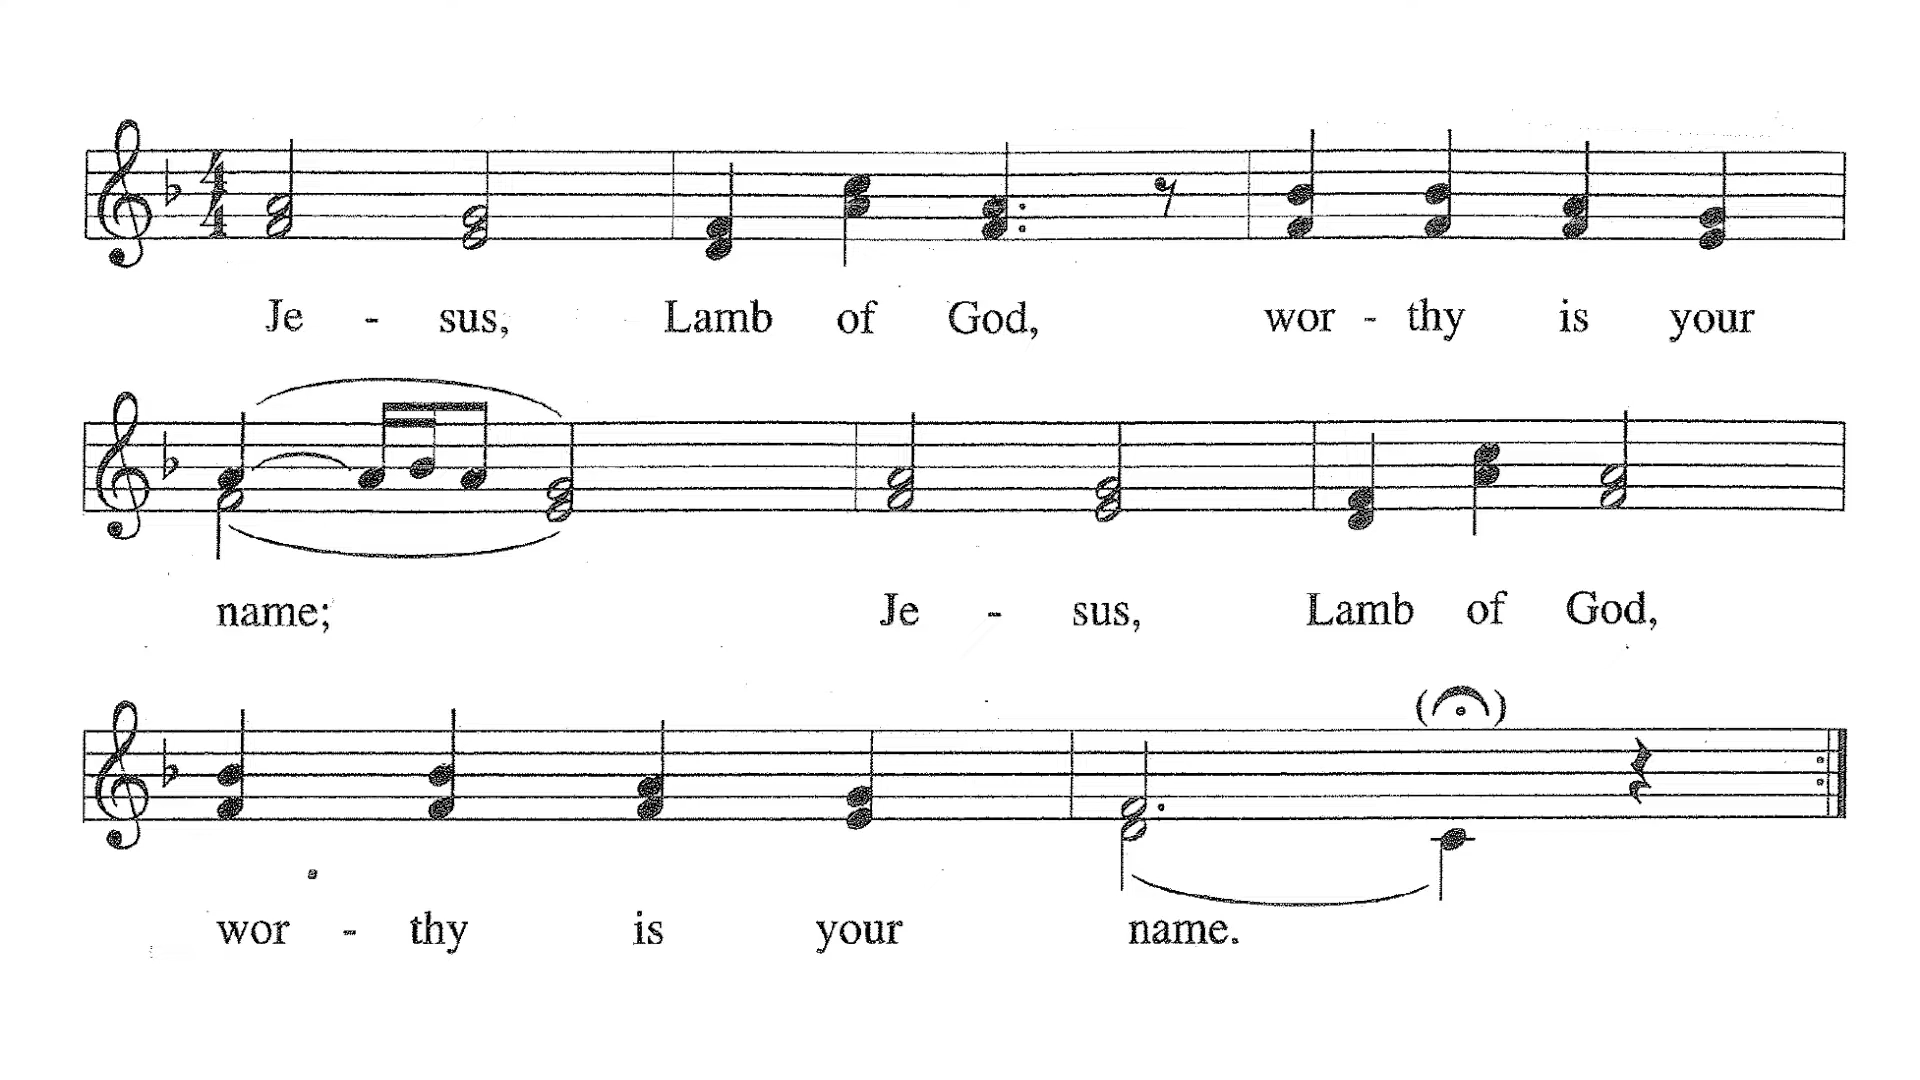 Je - sus, Lamb of God, wor - thy is your
name; Je - sus, Lamb of God,
wor - thy is your name.